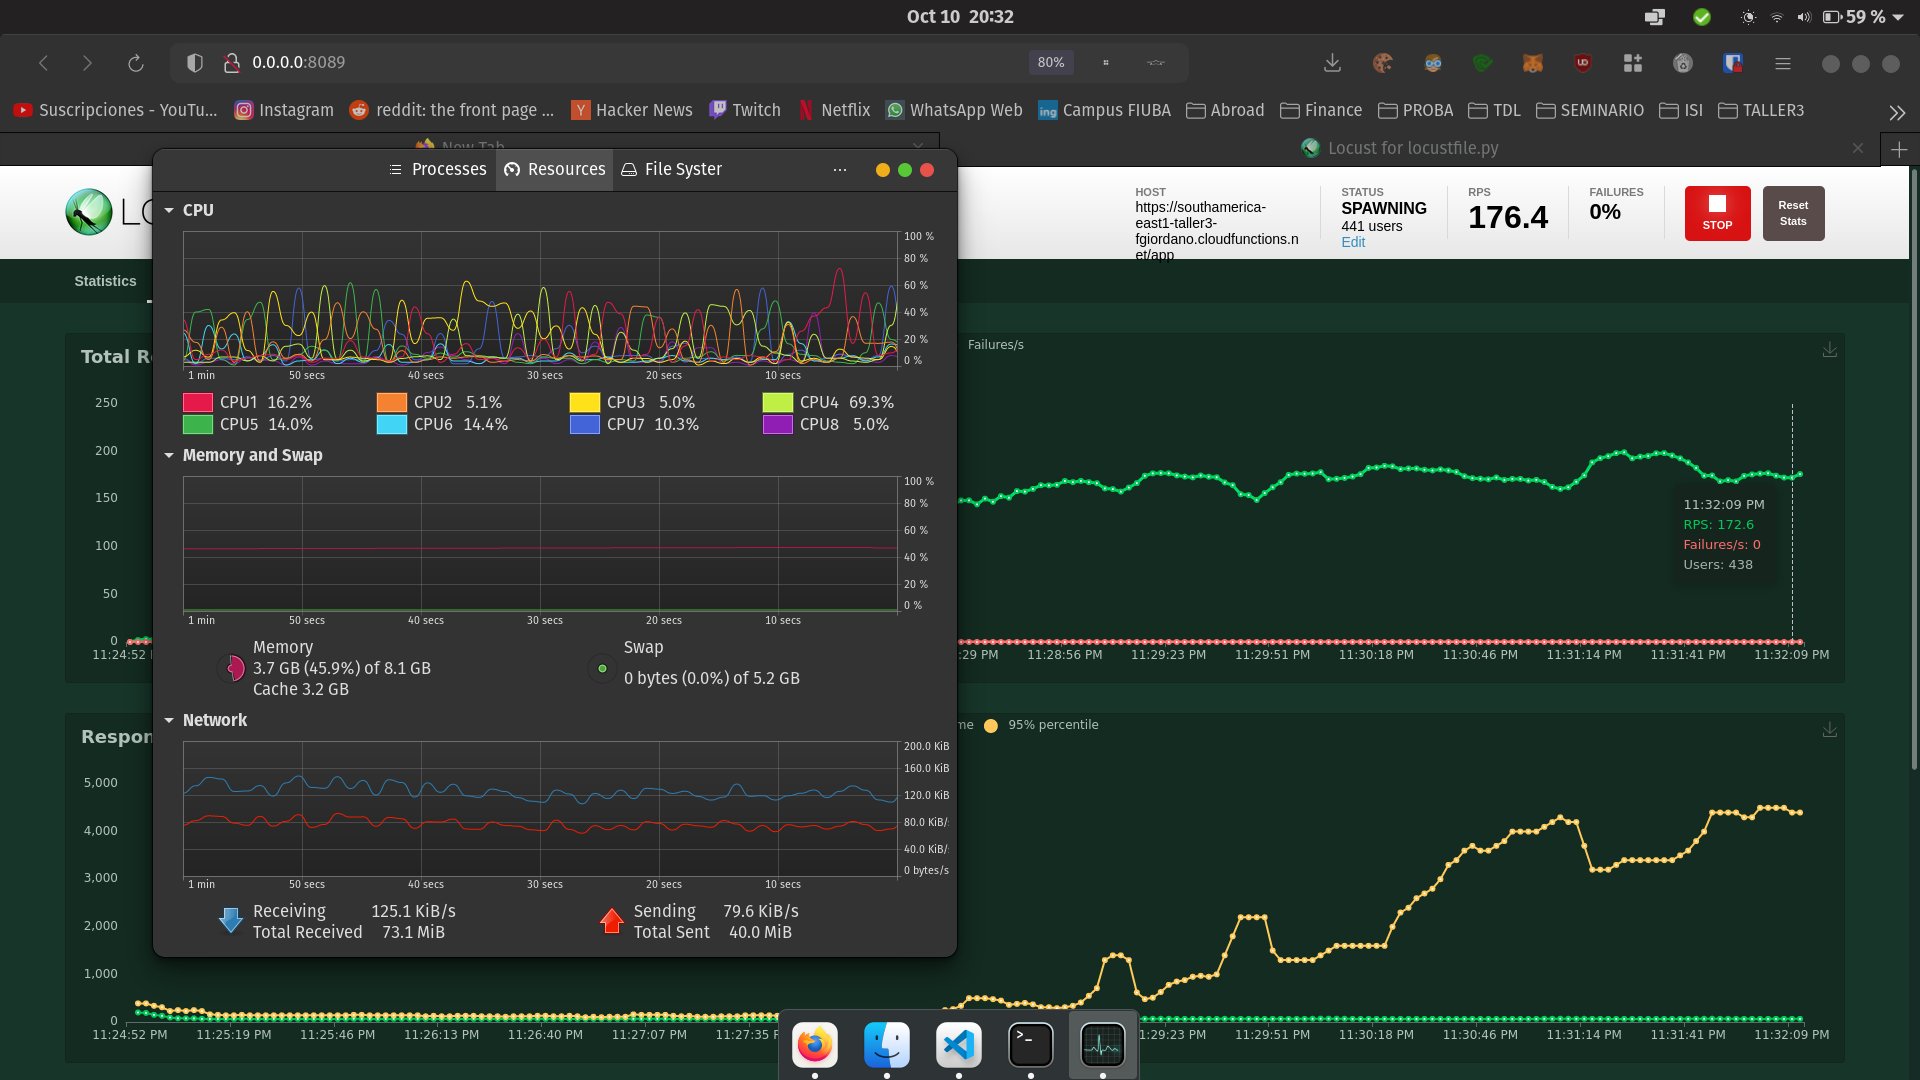 Oct 10 20:32
59 %
0.0.0.0:8089
80%
Suscripciones - YouTu... Instagram reddit: the front page ... Hacker News Twitch Netflix WhatsApp Web Campus FIUBA Abroad Finance PROBA TDL SEMINARIO ISI TALLER3
New Tab
Locust for locustfile.py
Processes Resources File Syster
LO
HOST
https://southamerica-
east1-taller3-
fgiordano.cloudfunctions.n
et/app
STATUS
SPAWNING
441 users
Edit
RPS
176.4
FAILURES
0%
STOP
Reset
Stats
Statistics
CPU
100 %
80 %
60 %
40 %
20 %
0 %
1 min 50 secs 40 secs 30 secs 20 secs 10 secs
CPU1 16.2% CPU2 5.1% CPU3 5.0% CPU4 69.3%
CPU5 14.0% CPU6 14.4% CPU7 10.3% CPU8 5.0%
Memory and Swap
100 %
80 %
60 %
40 %
20 %
0 %
1 min 50 secs 40 secs 30 secs 20 secs 10 secs
Memory
3.7 GB (45.9%) of 8.1 GB
Cache 3.2 GB
Swap
0 bytes (0.0%) of 5.2 GB
Network
200.0 KiB
160.0 KiB
120.0 KiB
80.0 KiB/s
40.0 KiB/s
0 bytes/s
1 min 50 secs 40 secs 30 secs 20 secs 10 secs
Receiving 125.1 KiB/s
Total Received 73.1 MiB
Sending 79.6 KiB/s
Total Sent 40.0 MiB
Total R
Failures/s
250
200
150
100
50
0
11:32:09 PM
RPS: 172.6
Failures/s: 0
Users: 438
11:24:52 :29 PM 11:28:56 PM 11:29:23 PM 11:29:51 PM 11:30:18 PM 11:30:46 PM 11:31:14 PM 11:31:41 PM 11:32:09 PM
Respon
me 95% percentile
5,000
4,000
3,000
2,000
1,000
0
11:24:52 PM 11:25:19 PM 11:25:46 PM 11:26:13 PM 11:26:40 PM 11:27:07 PM 11:27:35 1:29:23 PM 11:29:51 PM 11:30:18 PM 11:30:46 PM 11:31:14 PM 11:31:41 PM 11:32:09 PM